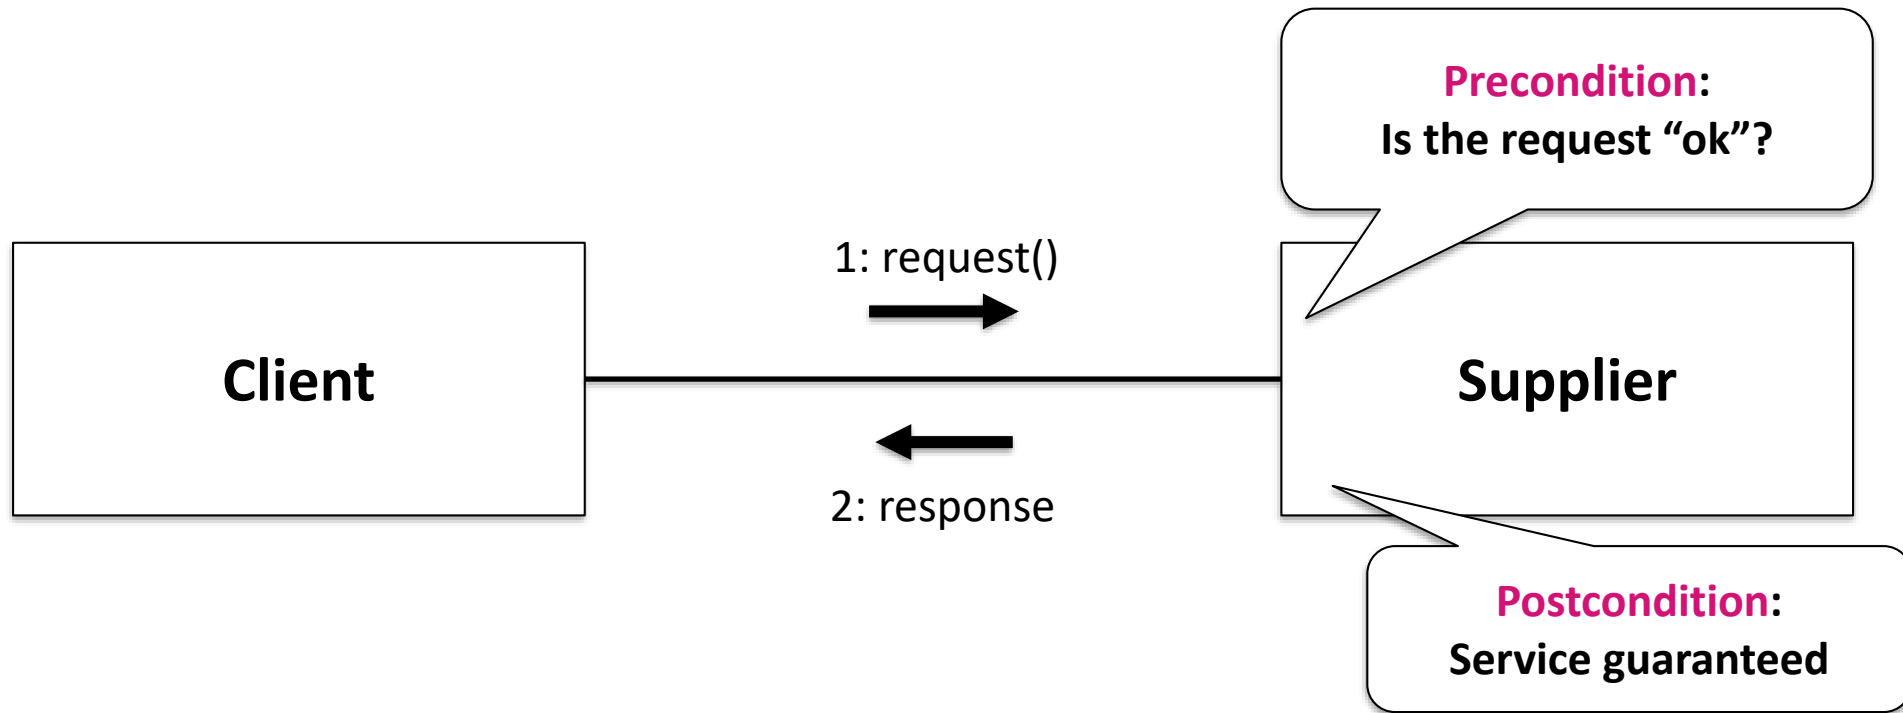 Precondition:
Is the request “ok”?
1: request()
Client
Supplier
2: response
Postcondition:
Service guaranteed